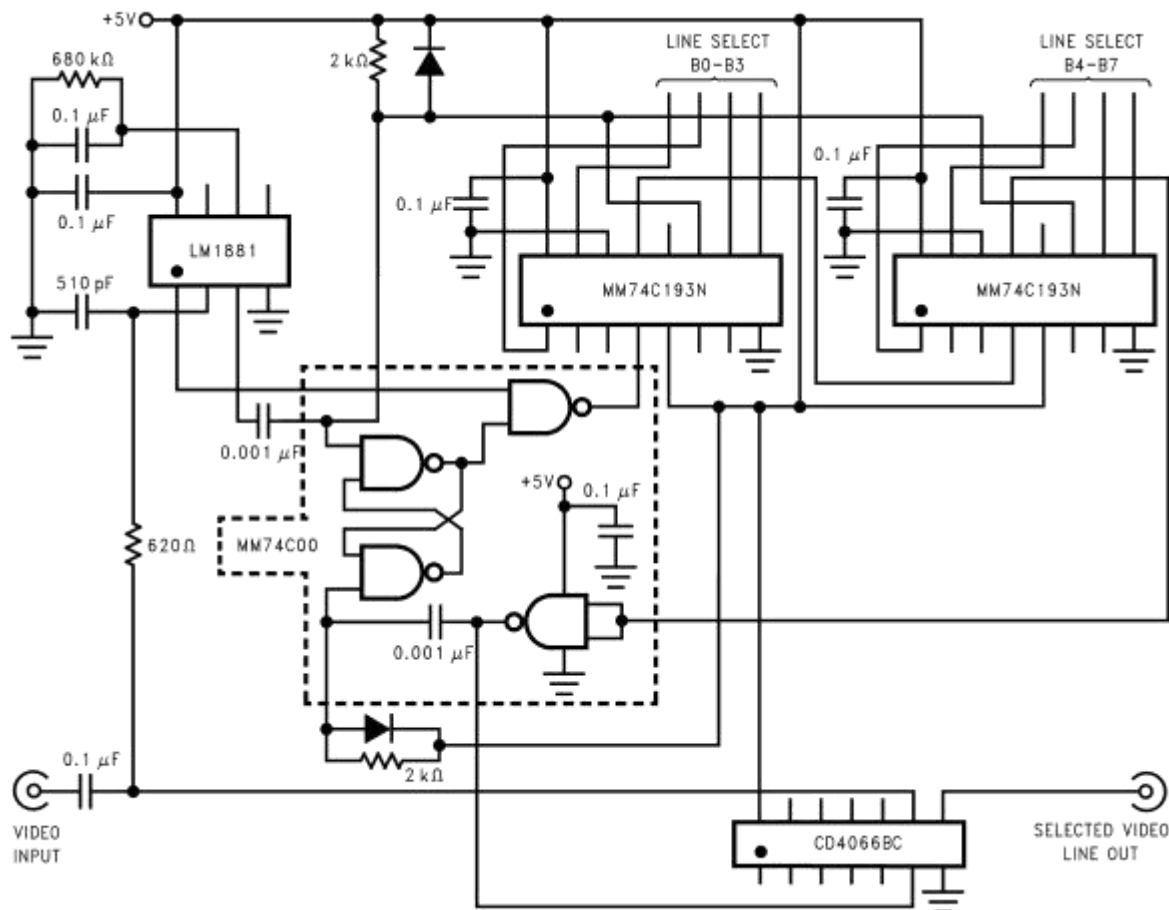 +5V
680 kΩ
0.1 µF
0.1 µF
510 pF
LM1881
2 kΩ
LINE SELECT
B0-B3
LINE SELECT
B4-B7
0.1 µF
0.1 µF
MM74C193N
MM74C193N
0.001 µF
+5V
0.1 µF
620Ω
MM74C00
0.001 µF
2 kΩ
0.1 µF
VIDEO
INPUT
CD4066BC
SELECTED VIDEO
LINE OUT